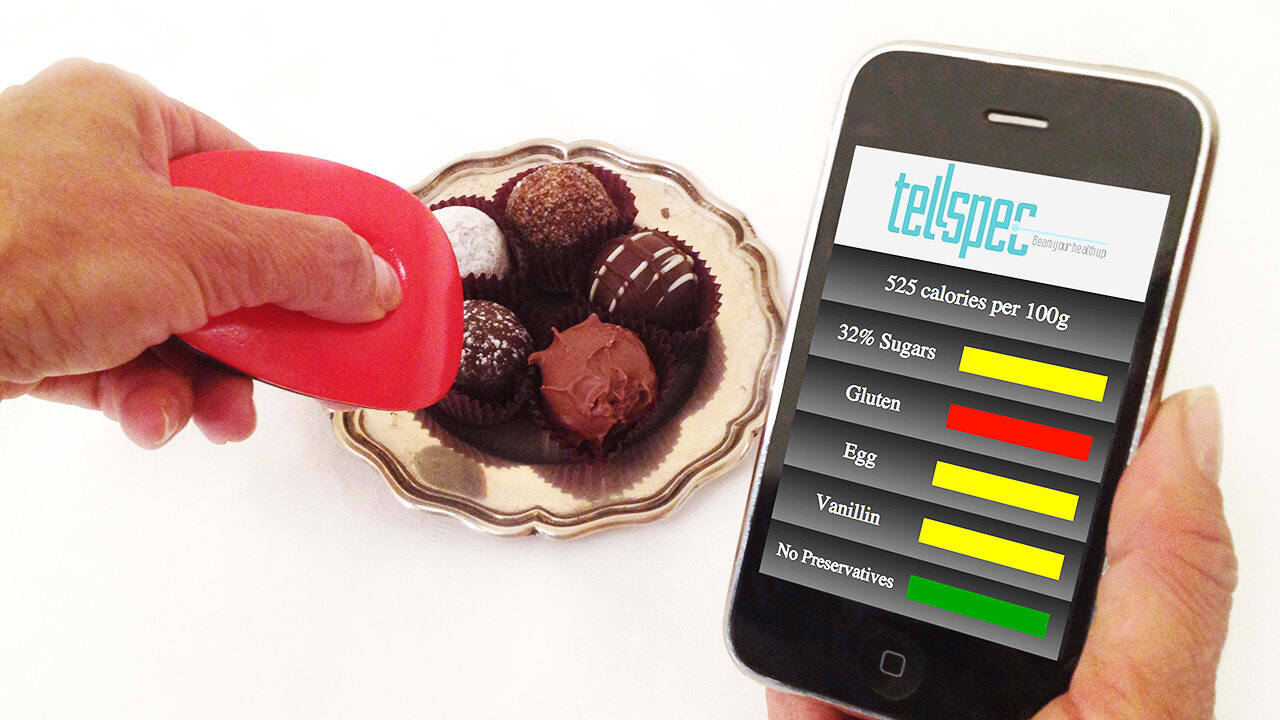 tellspec
Beam your health up
525 calories per 100g
32% Sugars
Gluten
Egg
Vanillin
No Preservatives